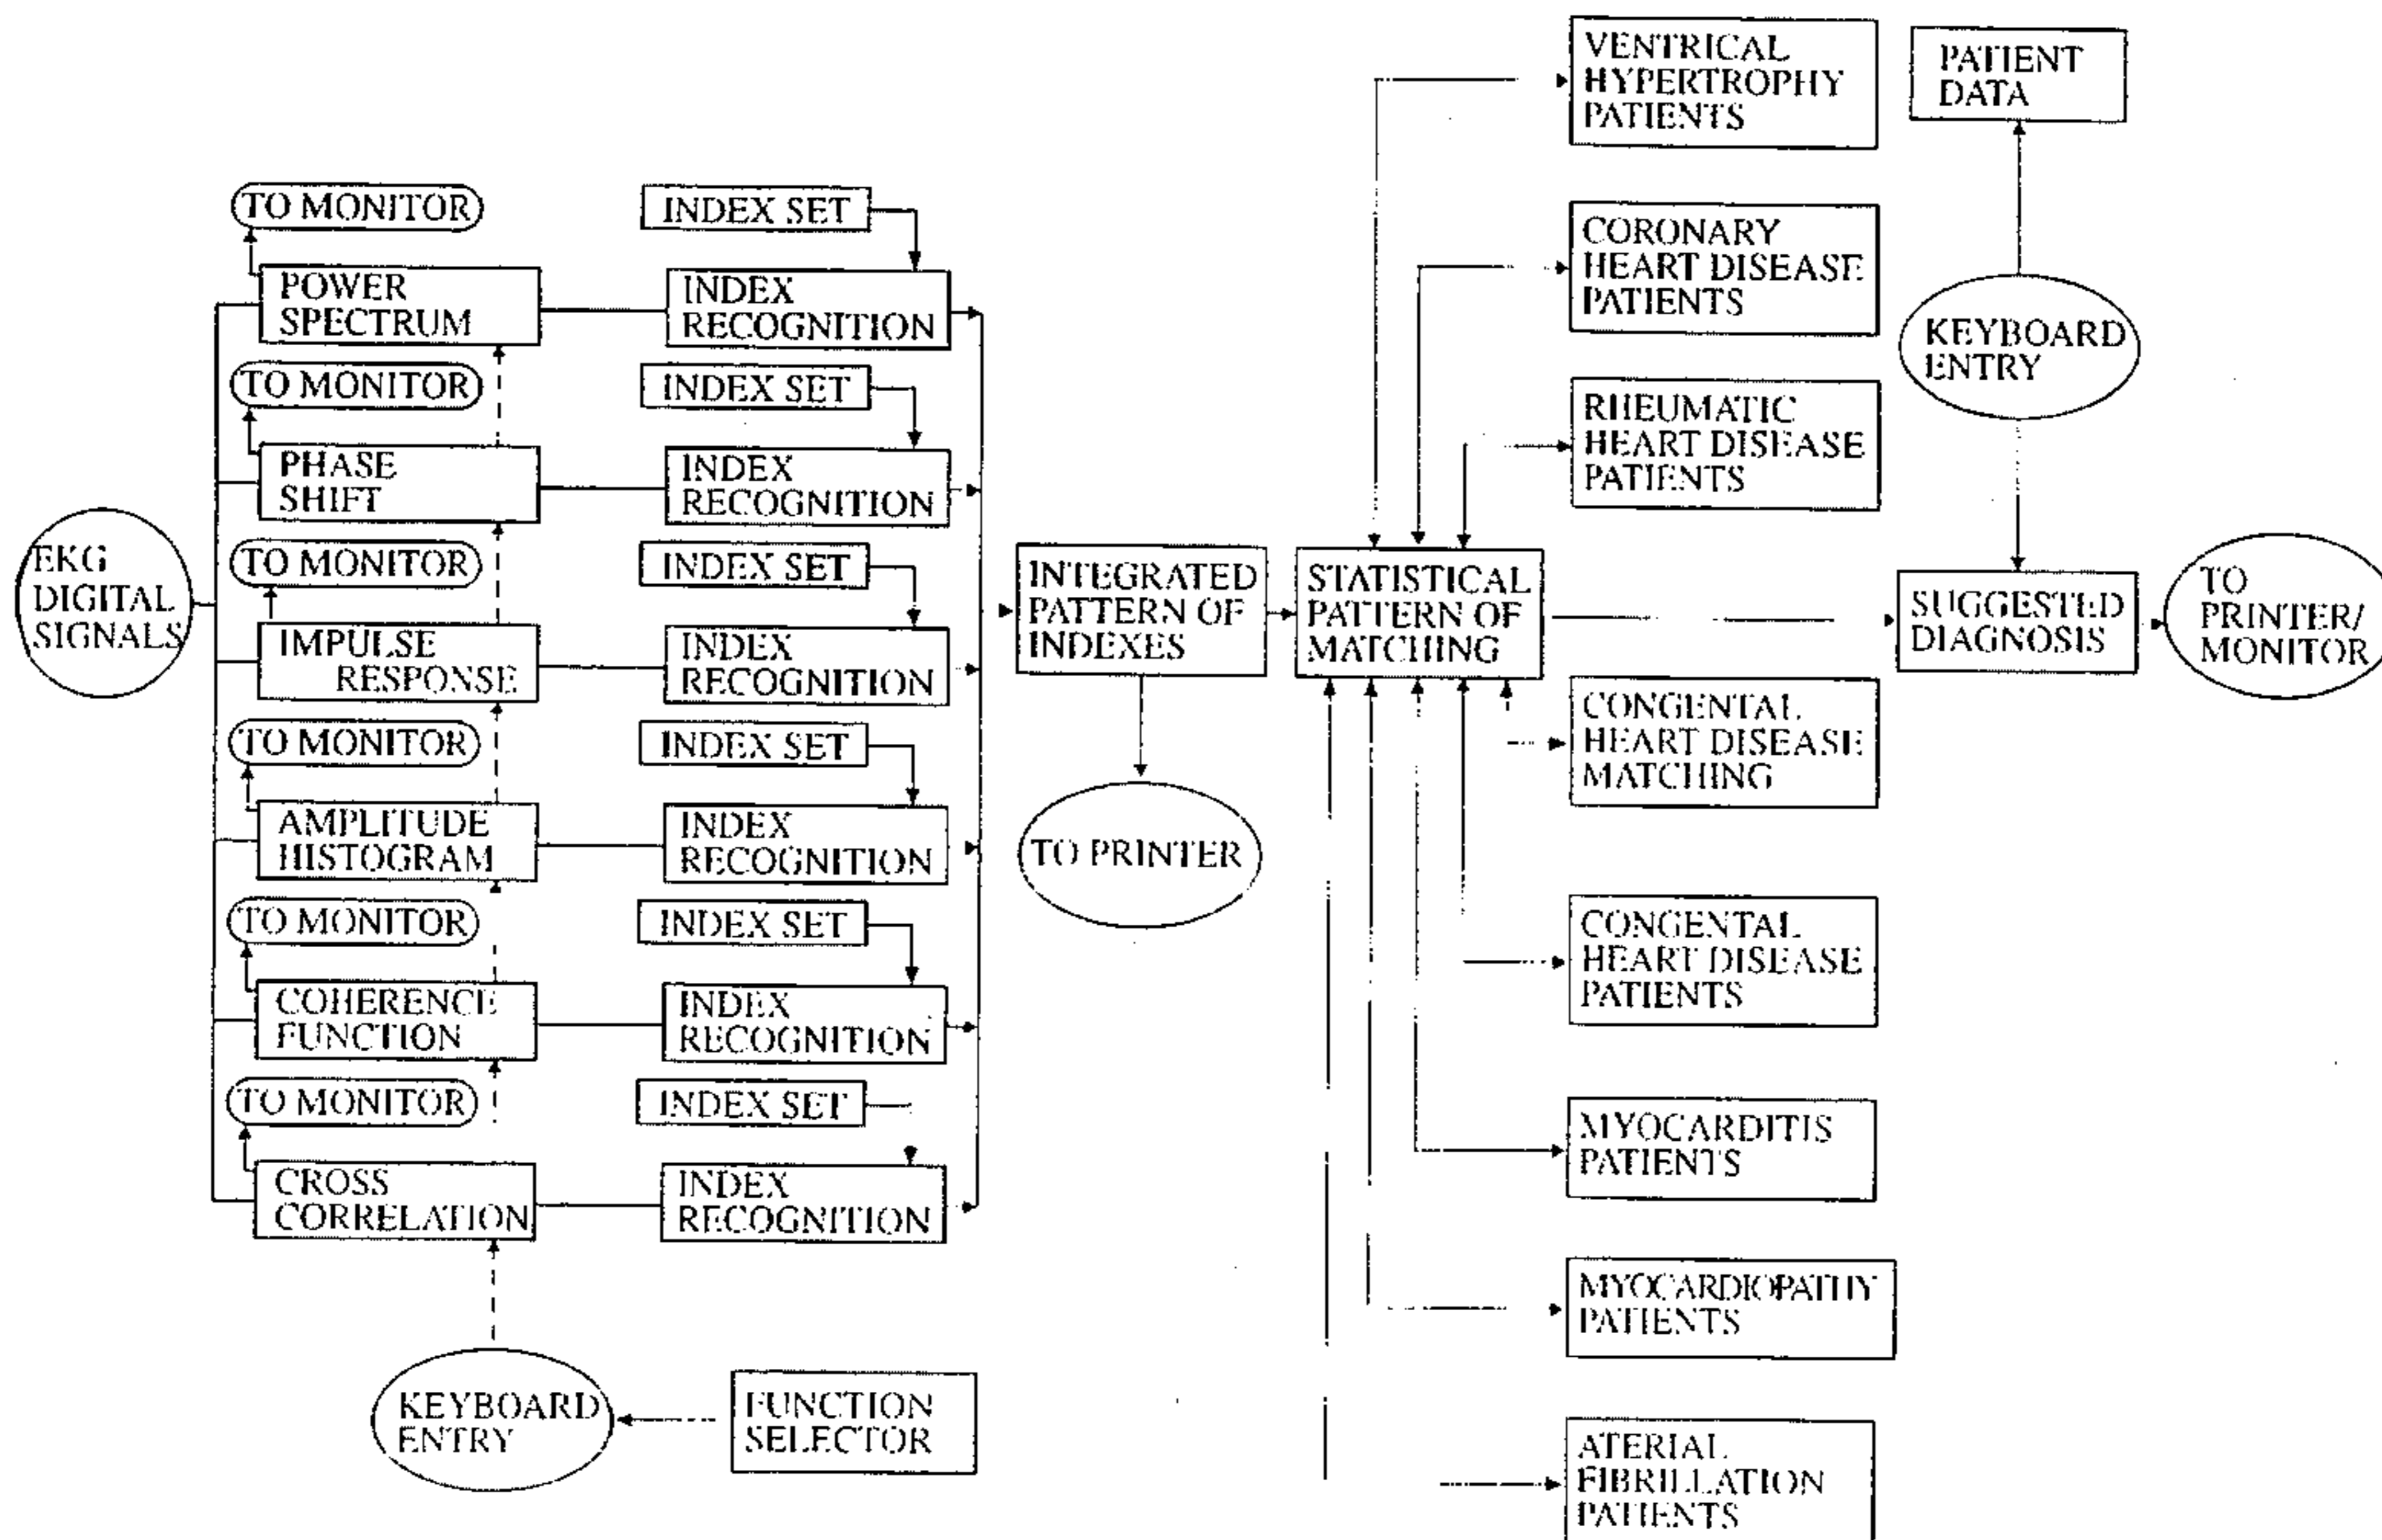 EKG
DIGITAL
SIGNALS
TO MONITOR
INDEX SET
POWER
SPECTRUM
INDEX
RECOGNITION
TO MONITOR
INDEX SET
PHASE
SHIFT
INDEX
RECOGNITION
TO MONITOR
INDEX SET
IMPULSE
RESPONSE
INDEX
RECOGNITION
TO MONITOR
INDEX SET
AMPLITUDE
HISTOGRAM
INDEX
RECOGNITION
TO MONITOR
INDEX SET
COHERENCE
FUNCTION
INDEX
RECOGNITION
TO MONITOR
INDEX SET
CROSS
CORRELATION
INDEX
RECOGNITION
KEYBOARD
ENTRY
FUNCTION
SELECTOR
INTEGRATED
PATTERN OF
INDEXES
TO PRINTER
STATISTICAL
PATTERN OF
MATCHING
VENTRICAL
HYPERTROPHY
PATIENTS
CORONARY
HEART DISEASE
PATIENTS
RHEUMATIC
HEART DISEASE
PATIENTS
CONGENTAL
HEART DISEASE
MATCHING
CONGENTAL
HEART DISEASE
PATIENTS
MYOCARDITIS
PATIENTS
MYOCARDIOPATHY
PATIENTS
ATERIAL
FIBRILLATION
PATIENTS
PATIENT
DATA
KEYBOARD
ENTRY
SUGGESTED
DIAGNOSIS
TO
PRINTER/
MONITOR